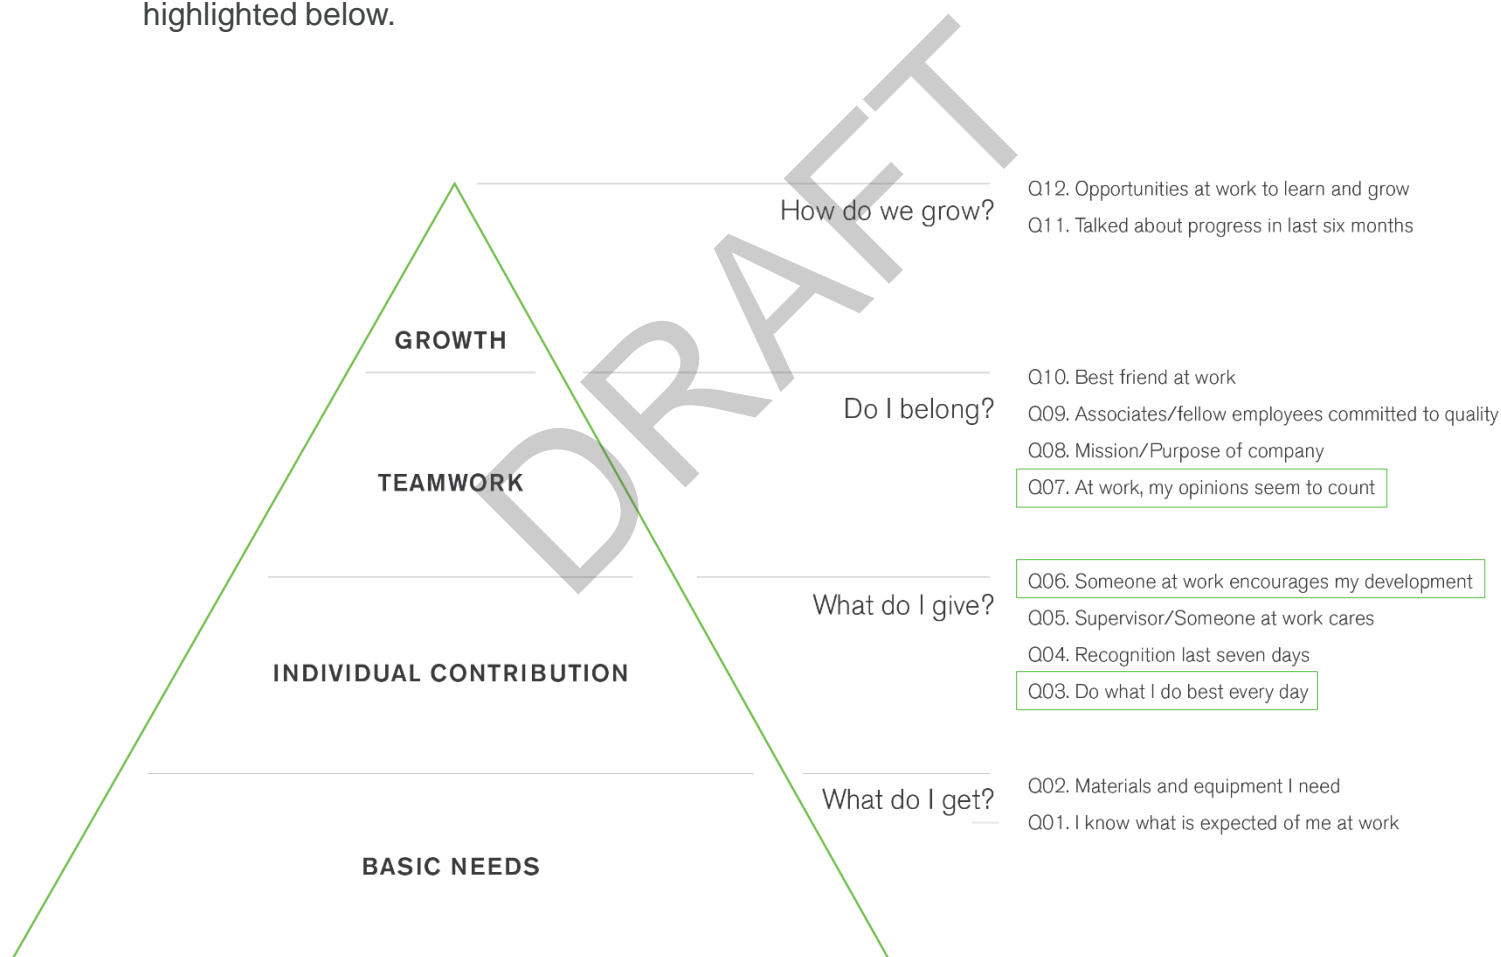 highlighted below.
DRAFT
How do we grow?
Q12. Opportunities at work to learn and grow
Q11. Talked about progress in last six months
GROWTH
Do I belong?
Q10. Best friend at work
Q09. Associates/fellow employees committed to quality
Q08. Mission/Purpose of company
Q07. At work, my opinions seem to count
TEAMWORK
What do I give?
Q06. Someone at work encourages my development
Q05. Supervisor/Someone at work cares
Q04. Recognition last seven days
Q03. Do what I do best every day
INDIVIDUAL CONTRIBUTION
What do I get?
Q02. Materials and equipment I need
Q01. I know what is expected of me at work
BASIC NEEDS